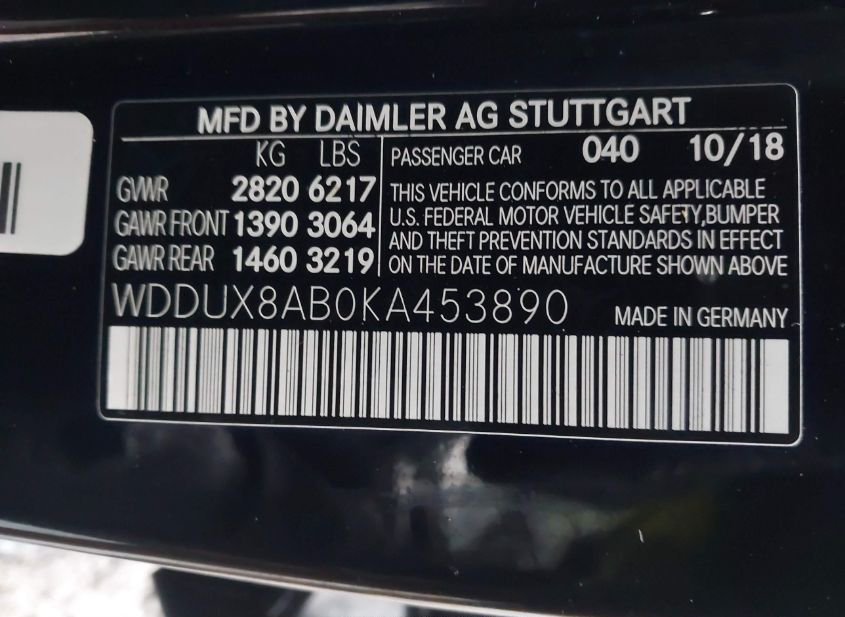 MFD BY DAIMLER AG STUTTGART
KG LBS
GVWR 2820 6217
GAWR FRONT 1390 3064
GAWR REAR 1460 3219
PASSENGER CAR 040 10/18
THIS VEHICLE CONFORMS TO ALL APPLICABLE
U.S. FEDERAL MOTOR VEHICLE SAFETY,BUMPER
AND THEFT PREVENTION STANDARDS IN EFFECT
ON THE DATE OF MANUFACTURE SHOWN ABOVE
WDDUX8AB0KA453890
MADE IN GERMANY